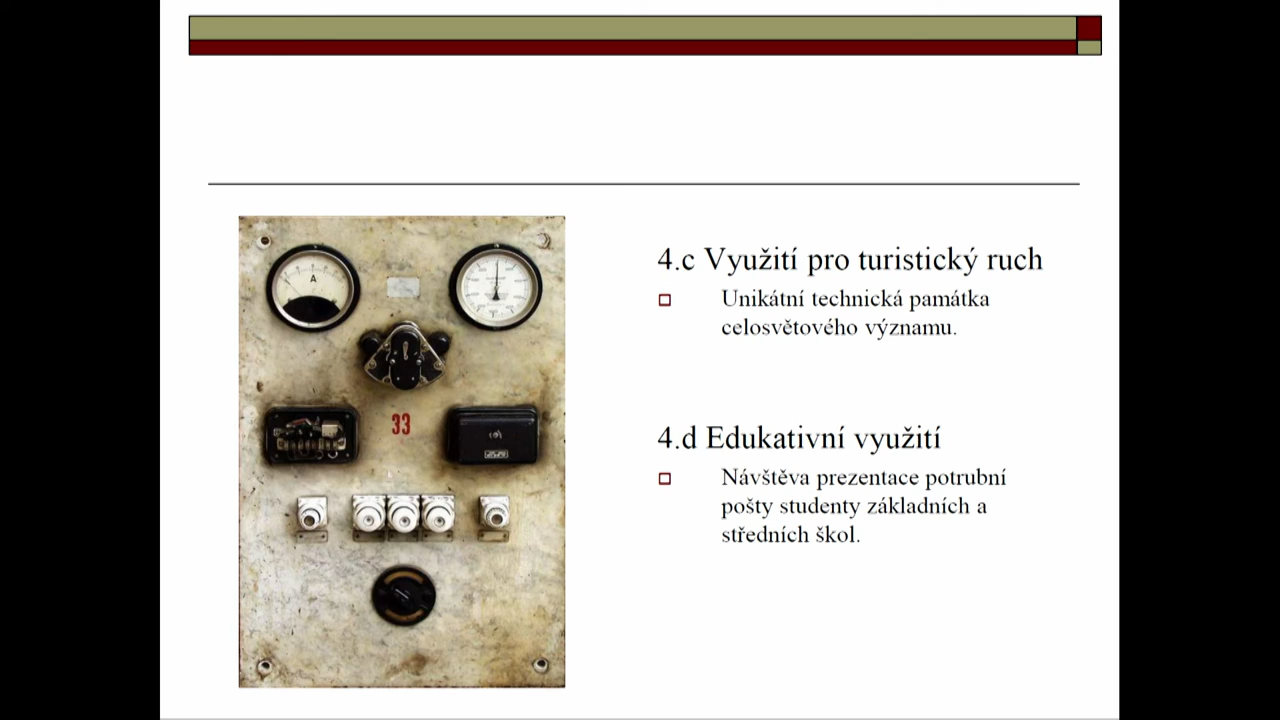 4.c Využití pro turistický ruch
Unikátní technická památka
celosvětového významu.
4.d Edukativní využití
Návštěva prezentace potrubní
pošty studenty základních a
středních škol.
A
33